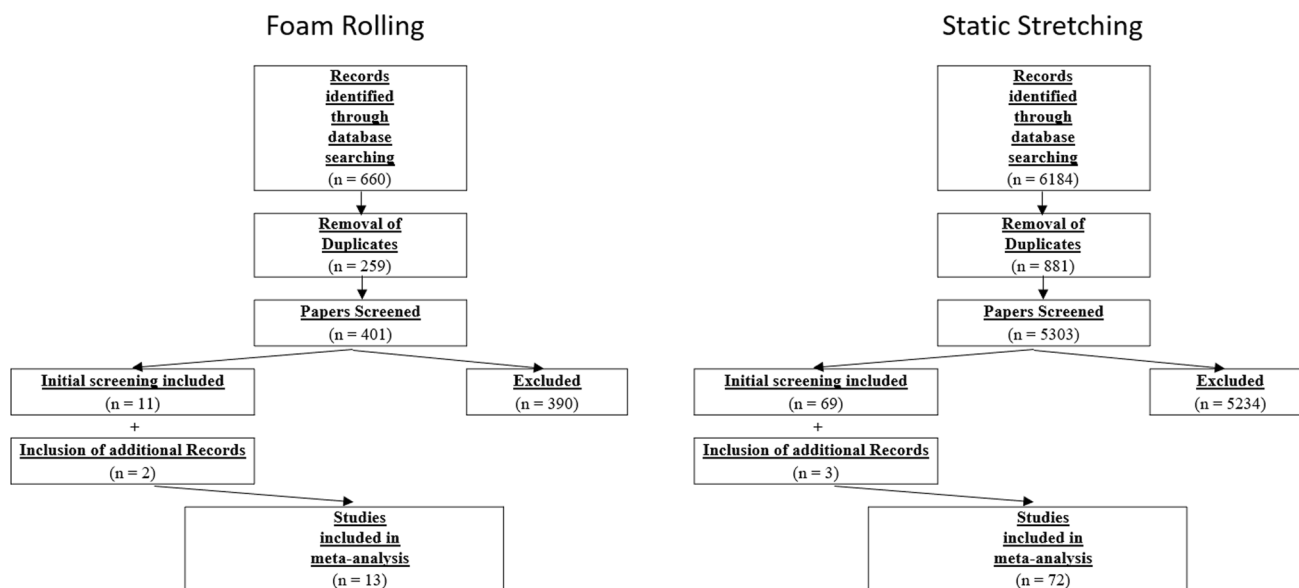 Foam Rolling
Records
identified
through
database
searching
(n = 660)
Removal of
Duplicates
(n = 259)
Papers Screened
(n = 401)
Initial screening included
(n = 11)
Excluded
(n = 390)
+
Inclusion of additional Records
(n = 2)
Studies
included in
meta-analysis
(n = 13)
Static Stretching
Records
identified
through
database
searching
(n = 6184)
Removal of
Duplicates
(n = 881)
Papers Screened
(n = 5303)
Initial screening included
(n = 69)
Excluded
(n = 5234)
+
Inclusion of additional Records
(n = 3)
Studies
included in
meta-analysis
(n = 72)